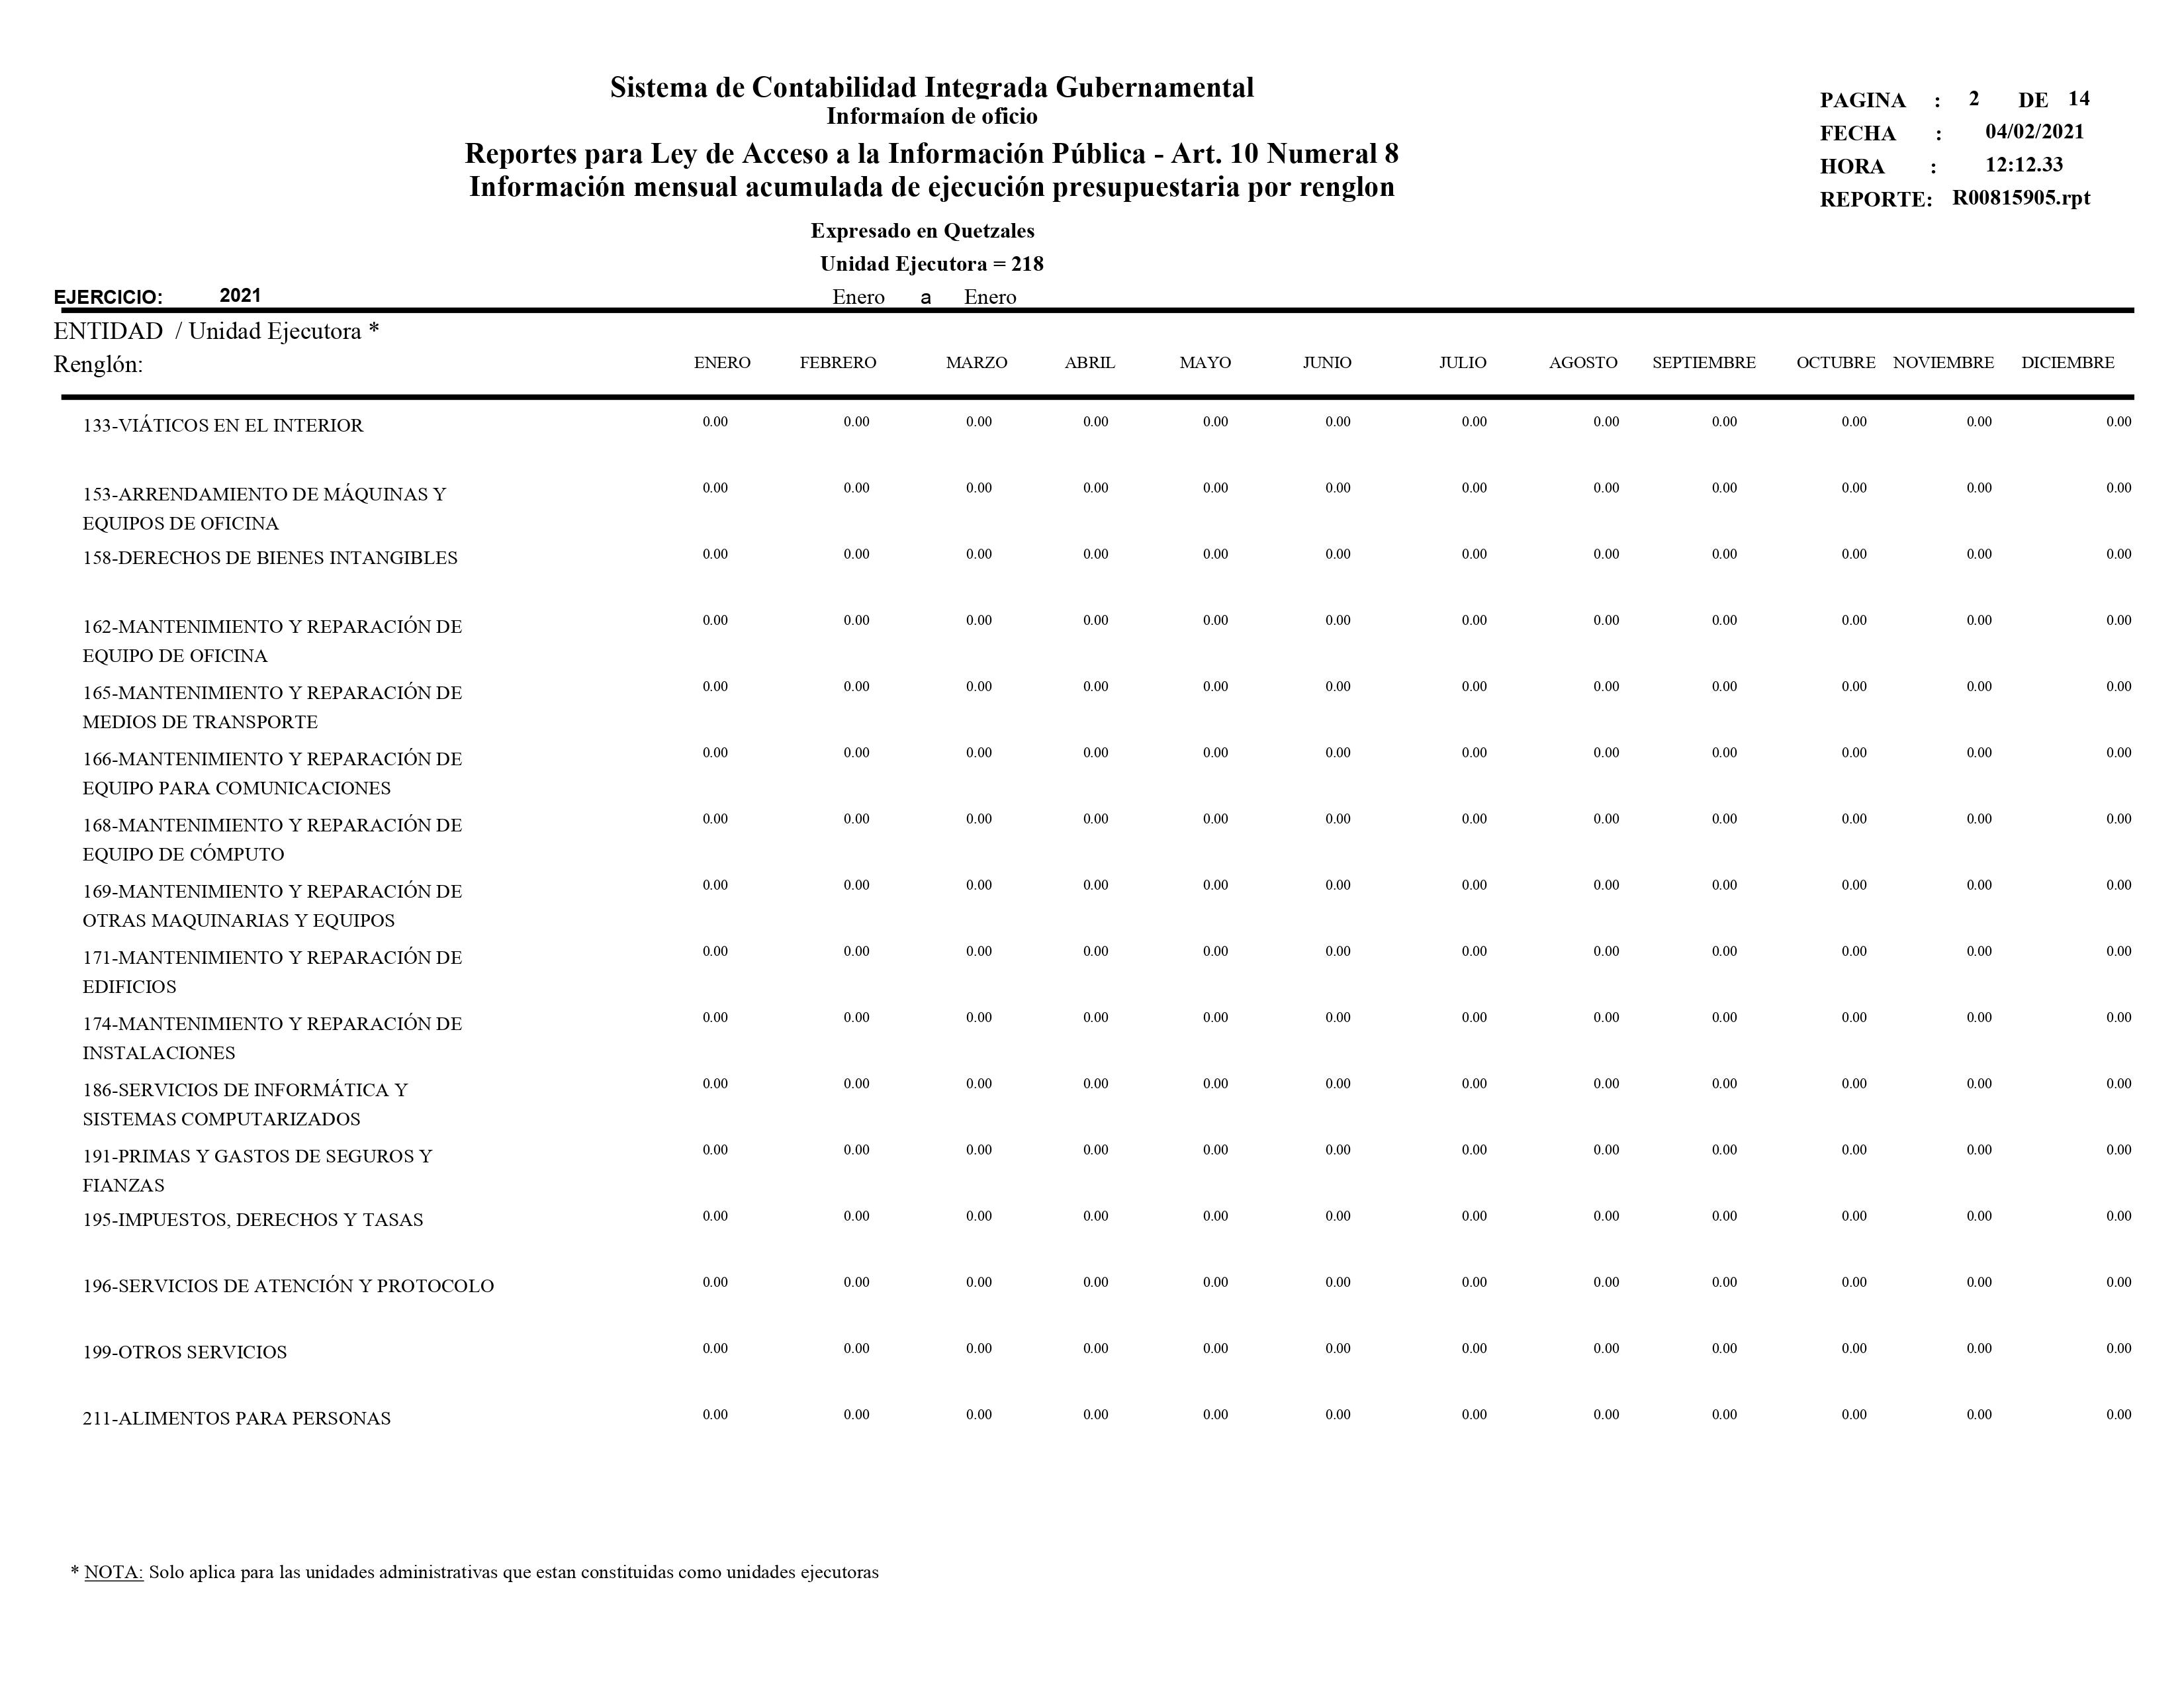 Sistema de Contabilidad Integrada Gubernamental
Informaíon de oficio
Reportes para Ley de Acceso a la Información Pública - Art. 10 Numeral 8
Información mensual acumulada de ejecución presupuestaria por renglon
Expresado en Quetzales
Unidad Ejecutora = 218
PAGINA : 2 DE 14
FECHA : 04/02/2021
HORA : 12:12.33
REPORTE: R00815905.rpt
EJERCICIO: 2021 Enero a Enero
ENTIDAD / Unidad Ejecutora *
Renglón: ENERO FEBRERO MARZO ABRIL MAYO JUNIO JULIO AGOSTO SEPTIEMBRE OCTUBRE NOVIEMBRE DICIEMBRE
133-VIÁTICOS EN EL INTERIOR 0.00 0.00 0.00 0.00 0.00 0.00 0.00 0.00 0.00 0.00 0.00 0.00
153-ARRENDAMIENTO DE MÁQUINAS Y 0.00 0.00 0.00 0.00 0.00 0.00 0.00 0.00 0.00 0.00 0.00 0.00
EQUIPOS DE OFICINA
158-DERECHOS DE BIENES INTANGIBLES 0.00 0.00 0.00 0.00 0.00 0.00 0.00 0.00 0.00 0.00 0.00 0.00
162-MANTENIMIENTO Y REPARACIÓN DE 0.00 0.00 0.00 0.00 0.00 0.00 0.00 0.00 0.00 0.00 0.00 0.00
EQUIPO DE OFICINA
165-MANTENIMIENTO Y REPARACIÓN DE 0.00 0.00 0.00 0.00 0.00 0.00 0.00 0.00 0.00 0.00 0.00 0.00
MEDIOS DE TRANSPORTE
166-MANTENIMIENTO Y REPARACIÓN DE 0.00 0.00 0.00 0.00 0.00 0.00 0.00 0.00 0.00 0.00 0.00 0.00
EQUIPO PARA COMUNICACIONES
168-MANTENIMIENTO Y REPARACIÓN DE 0.00 0.00 0.00 0.00 0.00 0.00 0.00 0.00 0.00 0.00 0.00 0.00
EQUIPO DE CÓMPUTO
169-MANTENIMIENTO Y REPARACIÓN DE 0.00 0.00 0.00 0.00 0.00 0.00 0.00 0.00 0.00 0.00 0.00 0.00
OTRAS MAQUINARIAS Y EQUIPOS
171-MANTENIMIENTO Y REPARACIÓN DE 0.00 0.00 0.00 0.00 0.00 0.00 0.00 0.00 0.00 0.00 0.00 0.00
EDIFICIOS
174-MANTENIMIENTO Y REPARACIÓN DE 0.00 0.00 0.00 0.00 0.00 0.00 0.00 0.00 0.00 0.00 0.00 0.00
INSTALACIONES
186-SERVICIOS DE INFORMÁTICA Y 0.00 0.00 0.00 0.00 0.00 0.00 0.00 0.00 0.00 0.00 0.00 0.00
SISTEMAS COMPUTARIZADOS
191-PRIMAS Y GASTOS DE SEGUROS Y 0.00 0.00 0.00 0.00 0.00 0.00 0.00 0.00 0.00 0.00 0.00 0.00
FIANZAS
195-IMPUESTOS, DERECHOS Y TASAS 0.00 0.00 0.00 0.00 0.00 0.00 0.00 0.00 0.00 0.00 0.00 0.00
196-SERVICIOS DE ATENCIÓN Y PROTOCOLO 0.00 0.00 0.00 0.00 0.00 0.00 0.00 0.00 0.00 0.00 0.00 0.00
199-OTROS SERVICIOS 0.00 0.00 0.00 0.00 0.00 0.00 0.00 0.00 0.00 0.00 0.00 0.00
211-ALIMENTOS PARA PERSONAS 0.00 0.00 0.00 0.00 0.00 0.00 0.00 0.00 0.00 0.00 0.00 0.00
* NOTA: Solo aplica para las unidades administrativas que estan constituidas como unidades ejecutoras